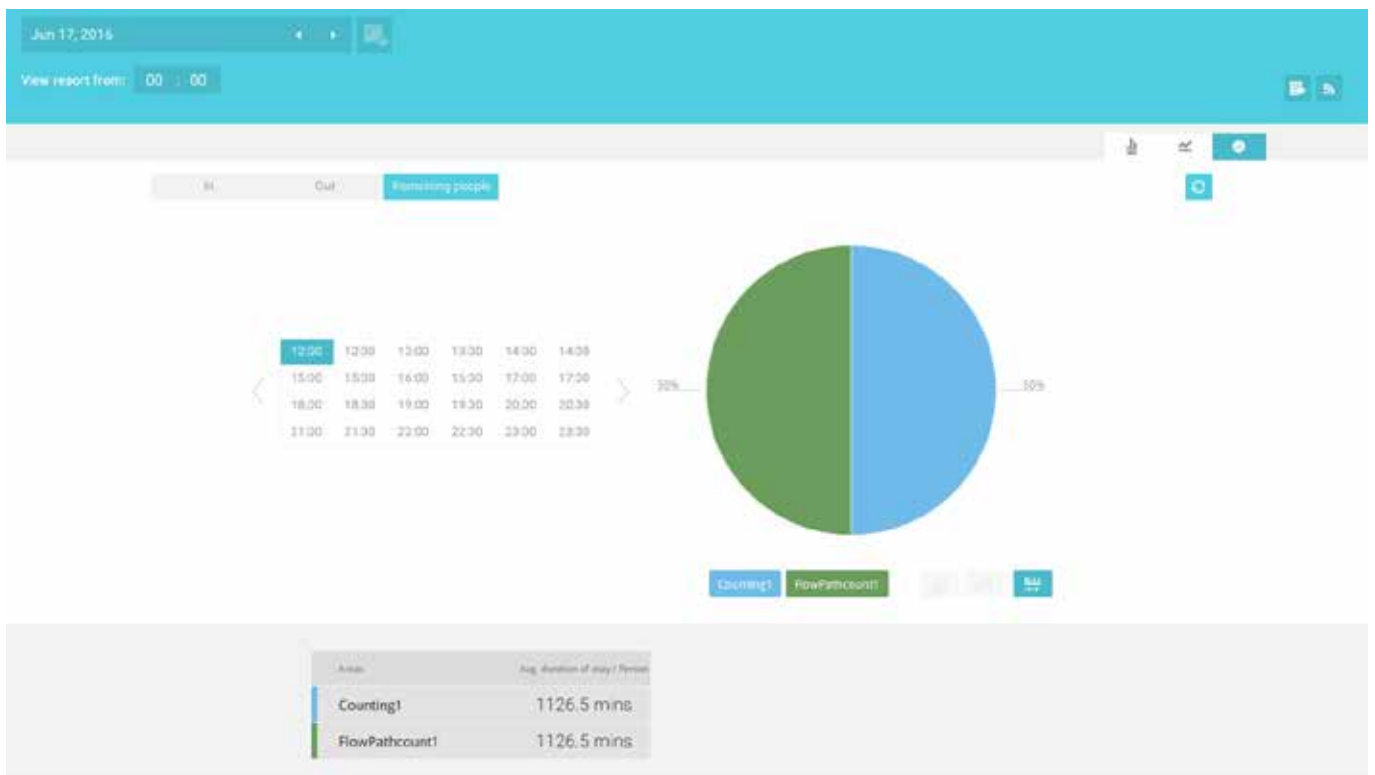 Jun 17, 2016
View report from: 00 : 00
In Out Remaining people
12:00 12:30 13:00 13:30 14:00 14:30
15:00 15:30 16:00 16:30 17:00 17:30
18:00 18:30 19:00 19:30 20:00 20:30
21:00 21:30 22:00 22:30 23:00 23:30
50% 50%
Counting1 FlowPathcount1
Areas Avg. duration of stay / Person
Counting1 1126.5 mins
FlowPathcount1 1126.5 mins